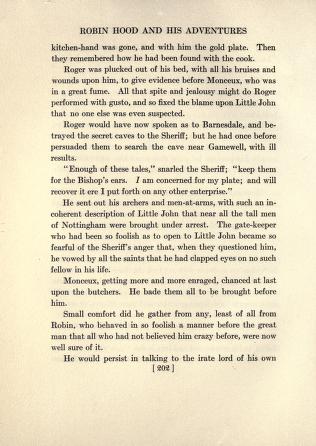 ROBIN HOOD AND HIS ADVENTURES
kitchen-hand was gone, and with him the gold plate. Then
they remembered how he had been found with the cook.
Roger was plucked out of his bed, with all his bruises and
wounds upon him, to give evidence before Monceux, who was
in a great fume. All that spite and jealousy might do Roger
performed with gusto, and so fixed the blame upon Little John
that no one else was even suspected.
Roger would have now spoken as to Barnesdale, and be-
trayed the secret caves to the Sheriff; but he had once before
persuaded them to search the cave near Gamewell, with ill
results.
"Enough of these tales," snarled the Sheriff; "keep them
for the Bishop's ears. I am concerned for my plate; and will
recover it ere I put forth on any other enterprise."
He sent out his archers and men-at-arms, with such an in-
coherent description of Little John that near all the tall men
of Nottingham were brought under arrest. The gate-keeper
who had been so foolish as to open to Little John became so
fearful of the Sheriff's anger that, when they questioned him,
he vowed by all the saints that he had clapped eyes on no such
fellow in his life.
Monceux, getting more and more enraged, chanced at last
upon the butchers. He bade them all to be brought before
him.
Small comfort did he gather from any, least of all from
Robin, who behaved in so foolish a manner before the great
man that all who had not believed him crazy before, were now
well sure of it.
He would persist in talking to the irate lord of his own
[ 202 ]